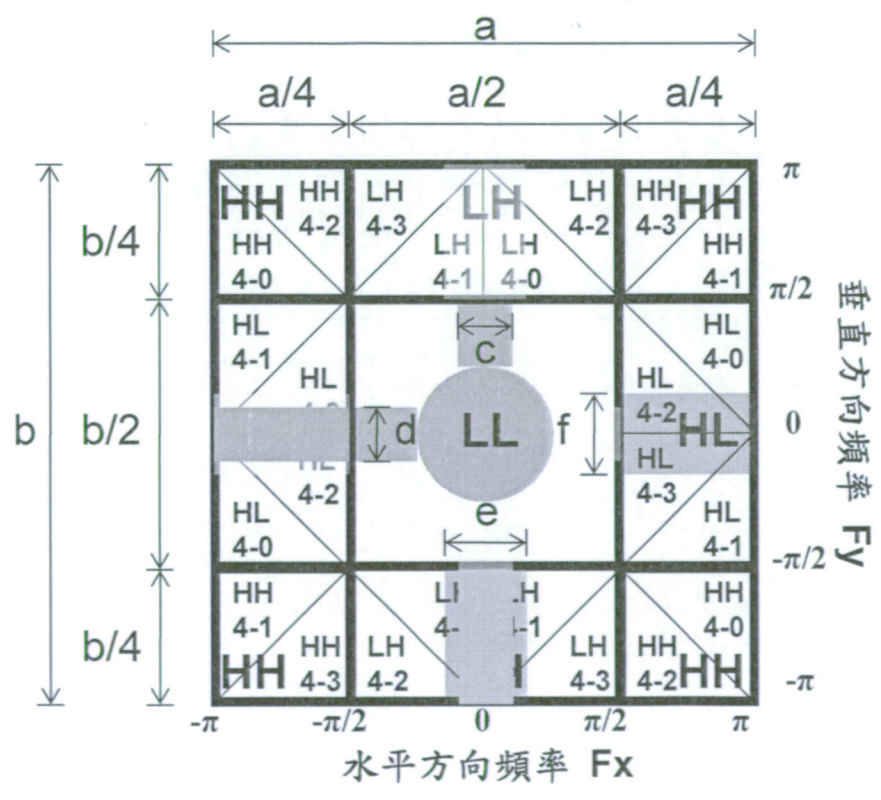 a
a/4 a/2 a/4
HH HH 4-2 HH 4-0
LH 4-3 LH LH 4-2 LH 4-1 LH 4-0
HH 4-3 HH HH 4-1
π
b/4
π/2
HL 4-1
c
HL 4-0
HL
HL 4-2
b b/2
d LL f
HL
0
HL 4-2
HL 4-3
HL 4-0
e
HL 4-1
-π/2
HH 4-1 HH HH 4-3
LH 4-2
LH 4-3
HH 4-0 HH 4-2 HH
b/4
-π
-π -π/2 0 π/2 π
水平方向頻率 Fx
垂直方向頻率 Fy